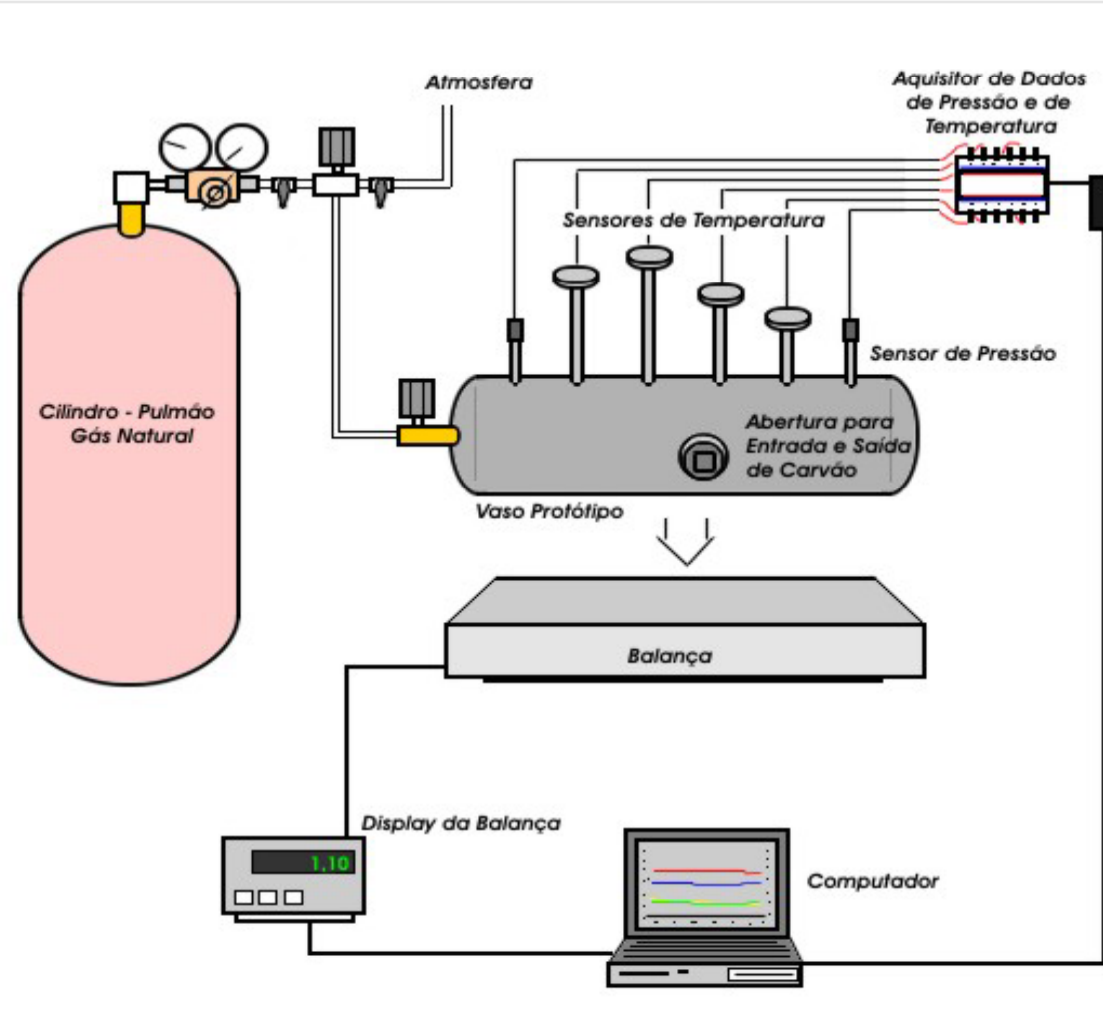 Atmosfera
Aquisitor de Dados
de Pressão e de
Temperatura
Sensores de Temperatura
Sensor de Pressão
Cilindro - Pulmão
Gás Natural
Abertura para
Entrada e Saída
de Carvão
Vaso Protótipo
Balança
Display da Balança
1,10
Computador